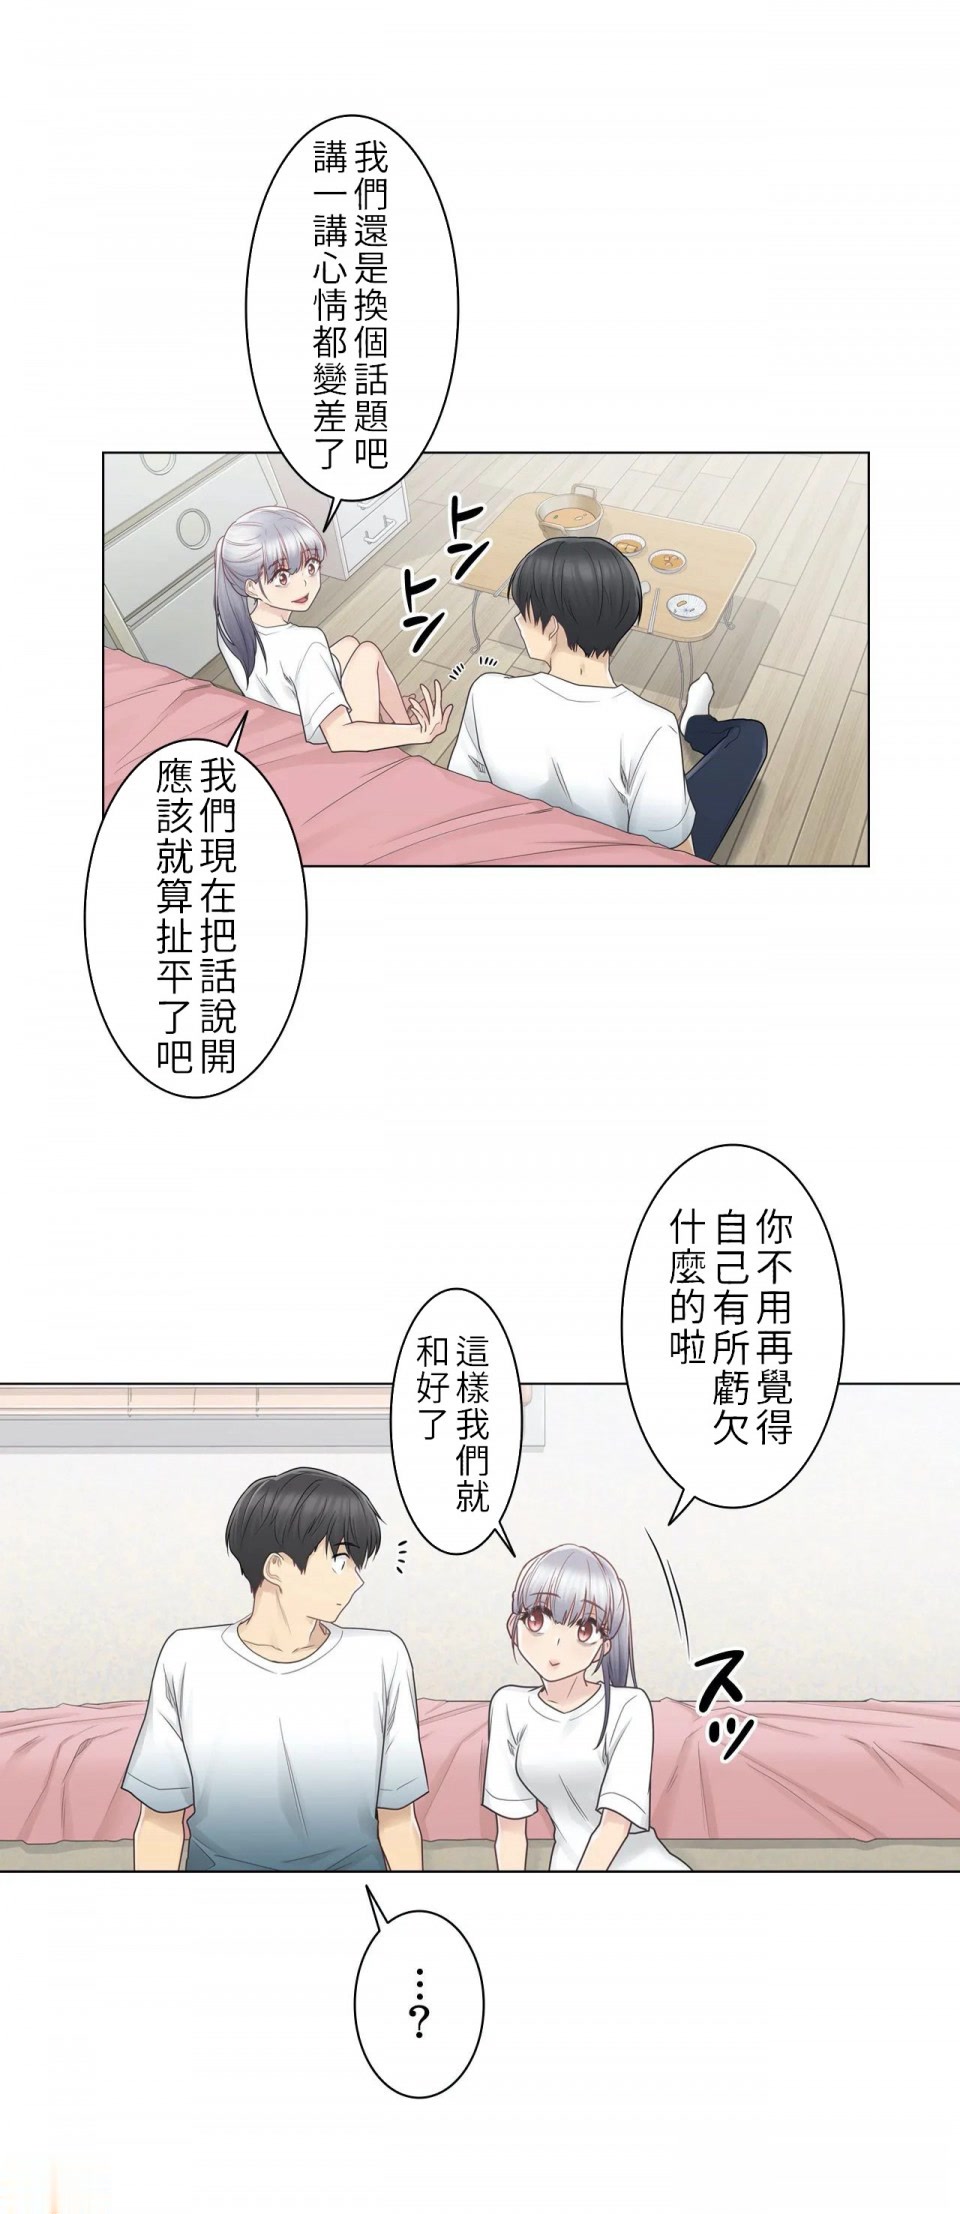 我們還是換個話題吧
講一講心情都變差了
トン
トン
我們現在把話說開
應該就算扯平了吧
你不用再覺得
自己有所虧欠
什麼的啦
這樣我們就
和好了
スッ
…?